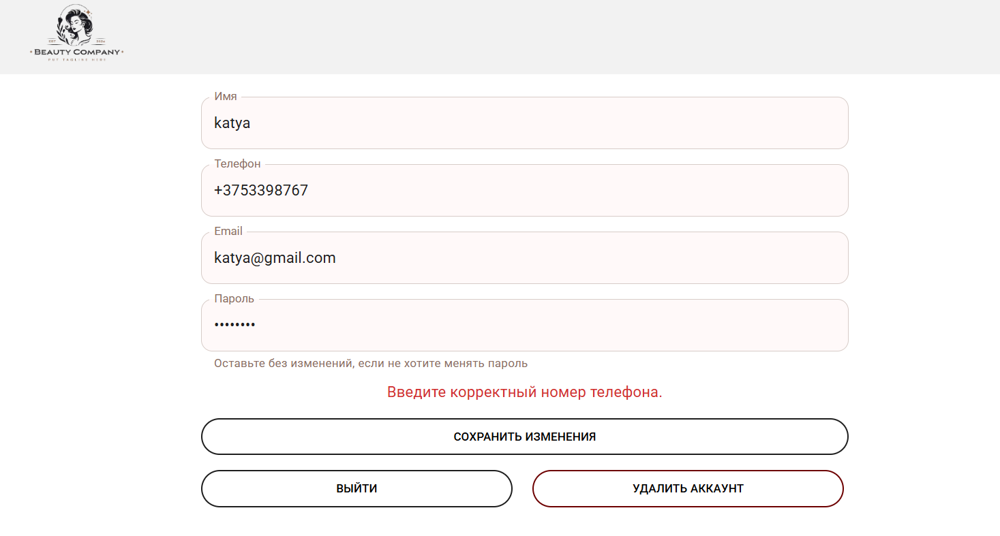 EST 2024
BEAUTY COMPANY
PUT TAGLINE HERE
Имя
katya
Телефон
+3753398767
Email
katya@gmail.com
Пароль
••••••••
Оставьте без изменений, если не хотите менять пароль
Введите корректный номер телефона.
СОХРАНИТЬ ИЗМЕНЕНИЯ
ВЫЙТИ
УДАЛИТЬ АККАУНТ